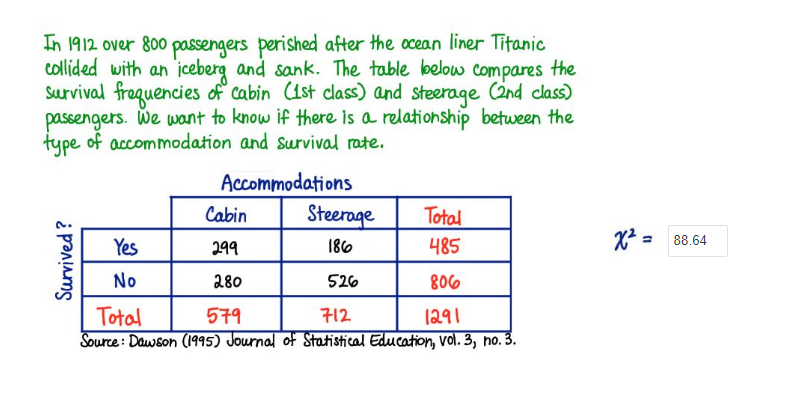 In 1912 over 800 passengers perished after the ocean liner Titanic
collided with an iceberg and sank. The table below compares the
survival frequencies of cabin (1st class) and steerage (2nd class)
passengers. We want to know if there is a relationship between the
type of accommodation and survival rate.
Accommodations
Cabin Steerage Total
Survived?
Yes 299 186 485
No 280 526 806
Total 579 712 1291
Source: Dawson (1995) Journal of Statistical Education, vol. 3, no. 3.
χ² = 88.64